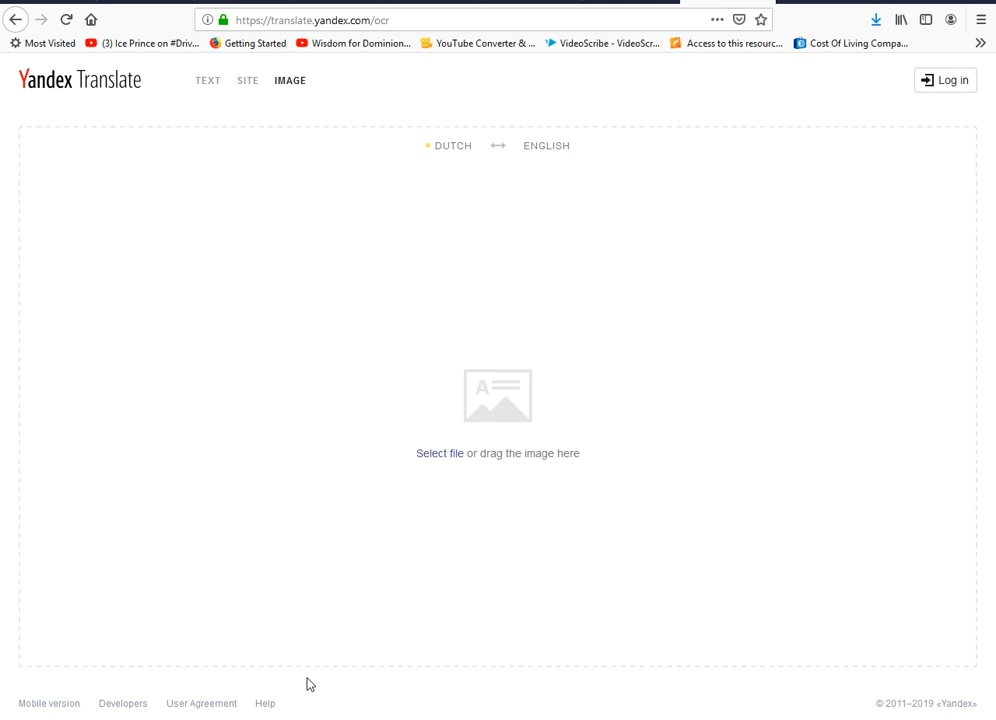 https://translate.yandex.com/ocr
Most Visited (3) Ice Prince on #Driv... Getting Started Wisdom for Dominion... YouTube Converter & ... VideoScribe - VideoScr... Access to this resourc... Cost Of Living Compa...
Yandex Translate TEXT SITE IMAGE Log in
DUTCH ENGLISH
A
Select file or drag the image here
Mobile version Developers User Agreement Help © 2011–2019 «Yandex»